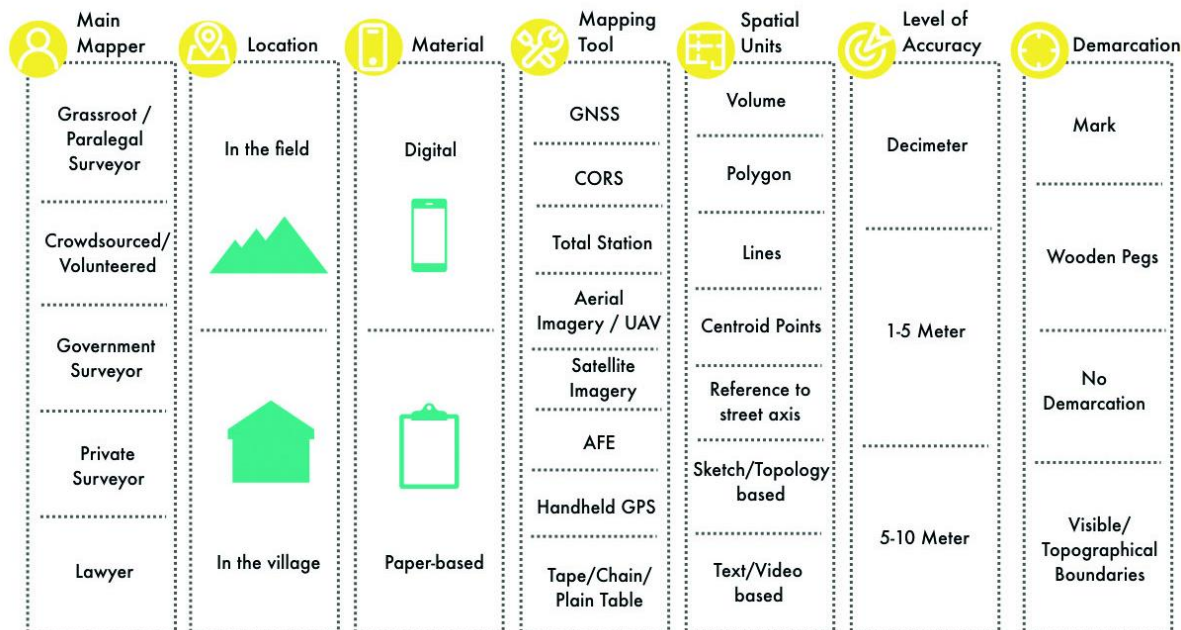 Main
Mapper
Grassroot /
Paralegal
Surveyor
Crowdsourced/
Volunteered
Government
Surveyor
Private
Surveyor
Lawyer
Location
In the field
In the village
Material
Digital
Paper-based
Mapping
Tool
GNSS
CORS
Total Station
Aerial
Imagery / UAV
Satellite
Imagery
AFE
Handheld GPS
Tape/Chain/
Plain Table
Spatial
Units
Volume
Polygon
Lines
Centroid Points
Reference to
street axis
Sketch/Topology
based
Text/Video
based
Level of
Accuracy
Decimeter
1-5 Meter
5-10 Meter
Demarcation
Mark
Wooden Pegs
No
Demarcation
Visible/
Topographical
Boundaries